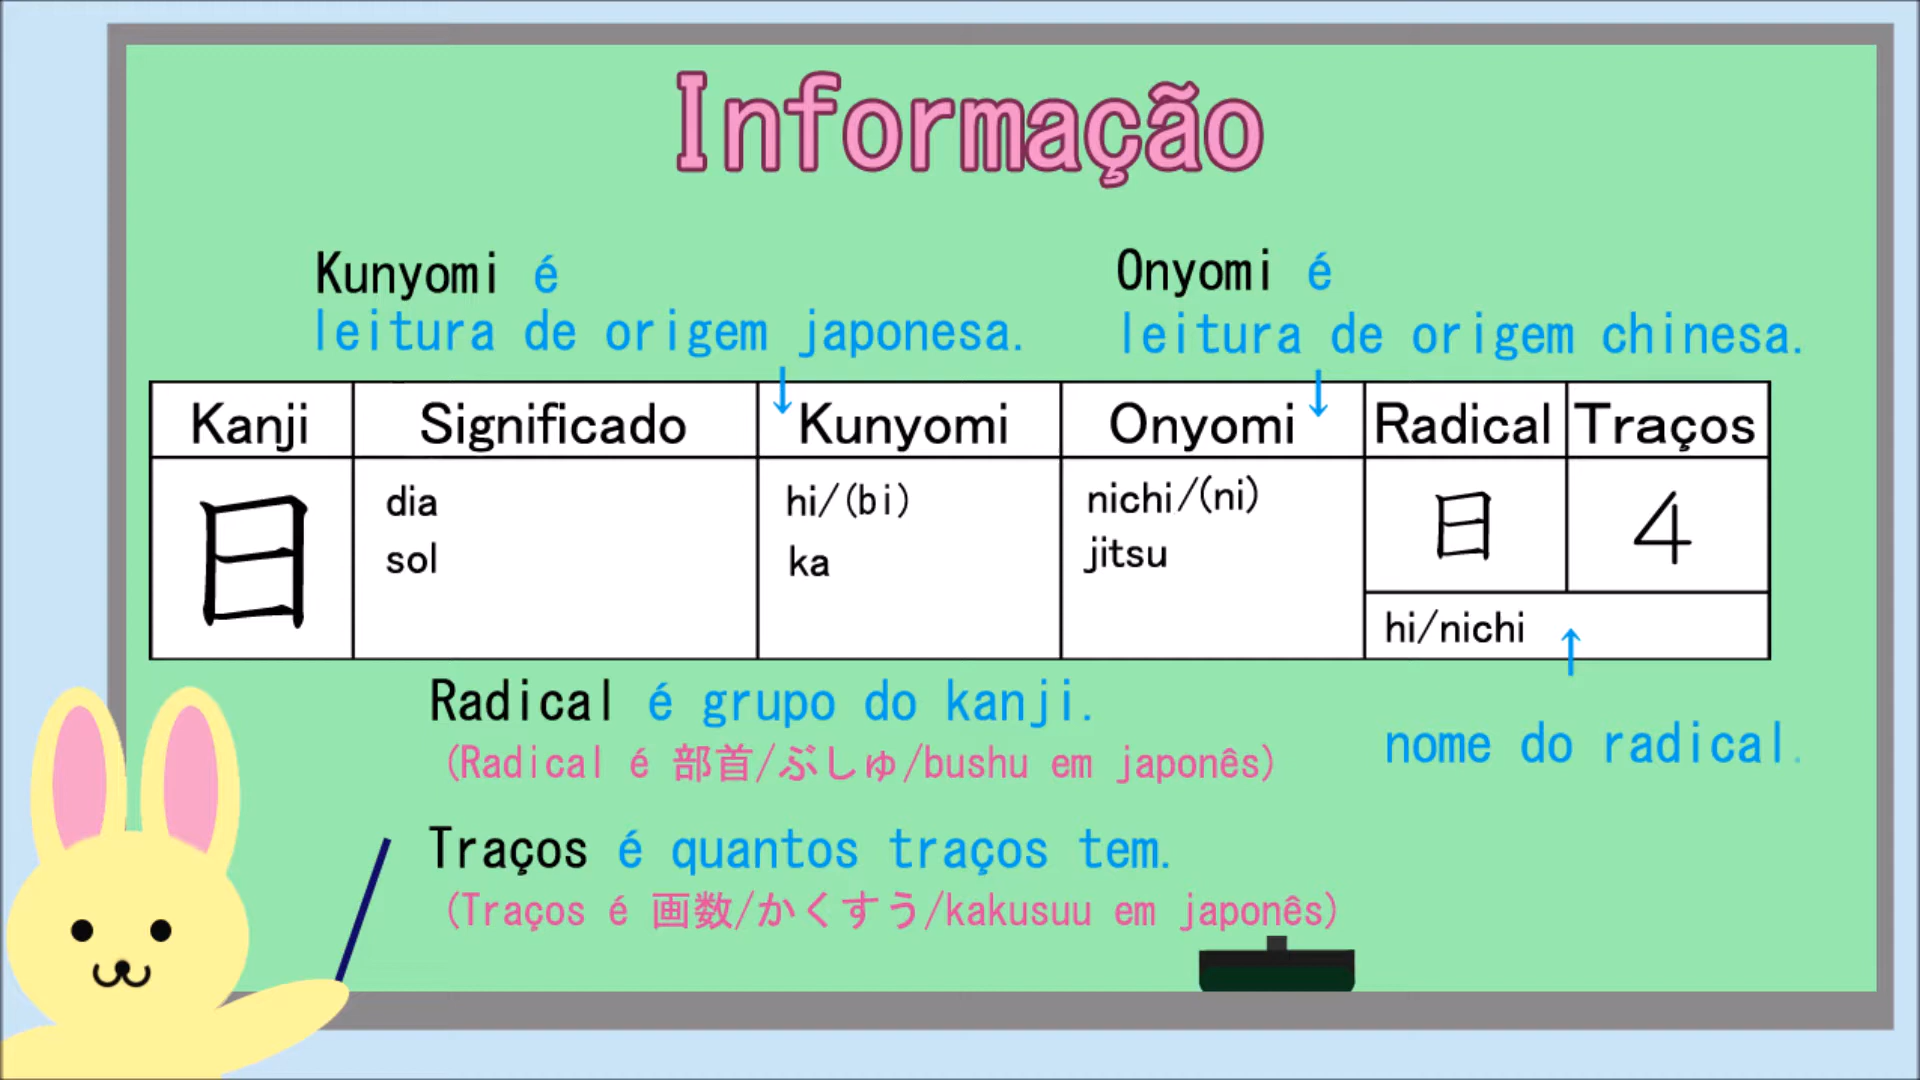 Informação
Kunyomi é
leitura de origem japonesa.
Onyomi é
leitura de origem chinesa.
Kanji Significado Kunyomi Onyomi Radical Traços
日 dia hi/(bi) nichi/(ni) 日 4
sol ka jitsu
hi/nichi
Radical é grupo do kanji.
(Radical é 部首/ぶしゅ/bushu em japonês)
nome do radical.
Traços é quantos traços tem.
(Traços é 画数/かくすう/kakusuu em japonês)